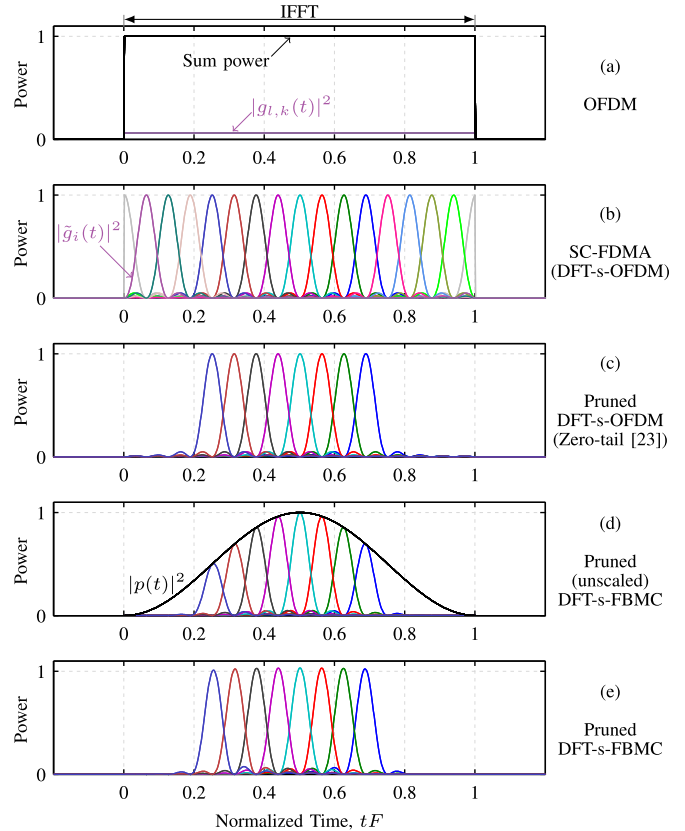 IFFT
1
Sum power
Power
|g_{l,k}(t)|^2
0
0 0.2 0.4 0.6 0.8 1
(a)
OFDM
1
|g̃_i(t)|^2
Power
0
0 0.2 0.4 0.6 0.8 1
(b)
SC-FDMA
(DFT-s-OFDM)
1
Power
0
0 0.2 0.4 0.6 0.8 1
(c)
Pruned
DFT-s-OFDM
(Zero-tail [23])
1
|p(t)|^2
Power
0
0 0.2 0.4 0.6 0.8 1
(d)
Pruned
(unscaled)
DFT-s-FBMC
1
Power
0
0 0.2 0.4 0.6 0.8 1
(e)
Pruned
DFT-s-FBMC
Normalized Time, tF